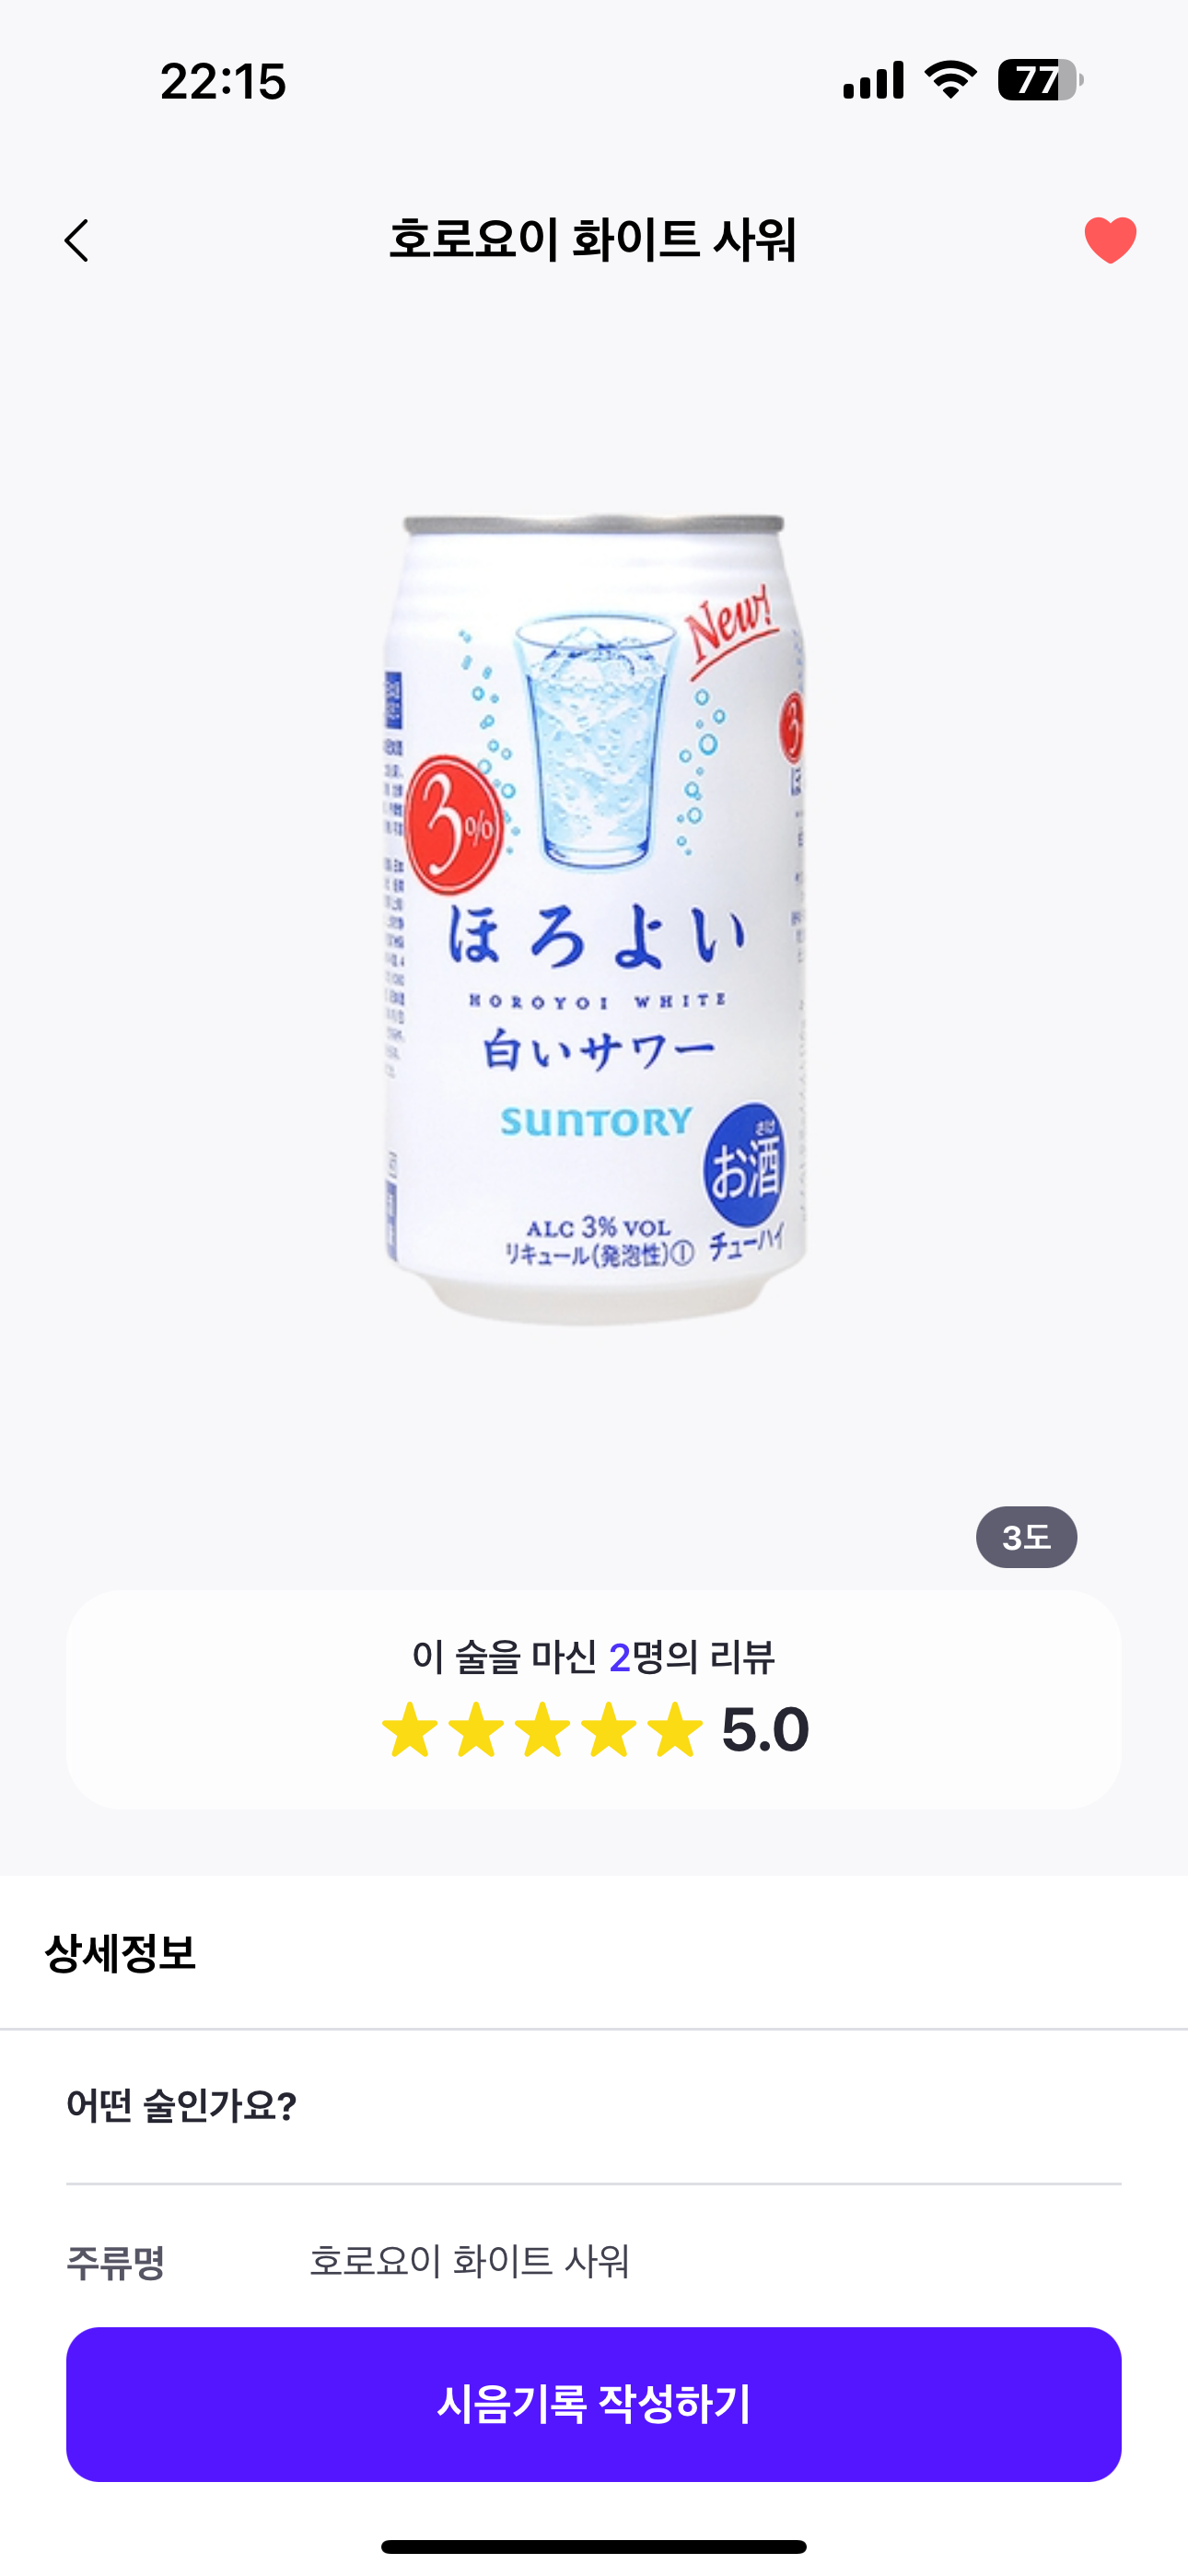 22:15
77
호로요이 화이트 사워
New!
3%
ほろよい
HOROYOI WHITE
白いサワー
SUNTORY
さけ
お酒
ALC 3% VOL
リキュール(発泡性)①
チューハイ
3도
이 술을 마신 2명의 리뷰
5.0
상세정보
어떤 술인가요?
주류명 호로요이 화이트 사워
시음기록 작성하기